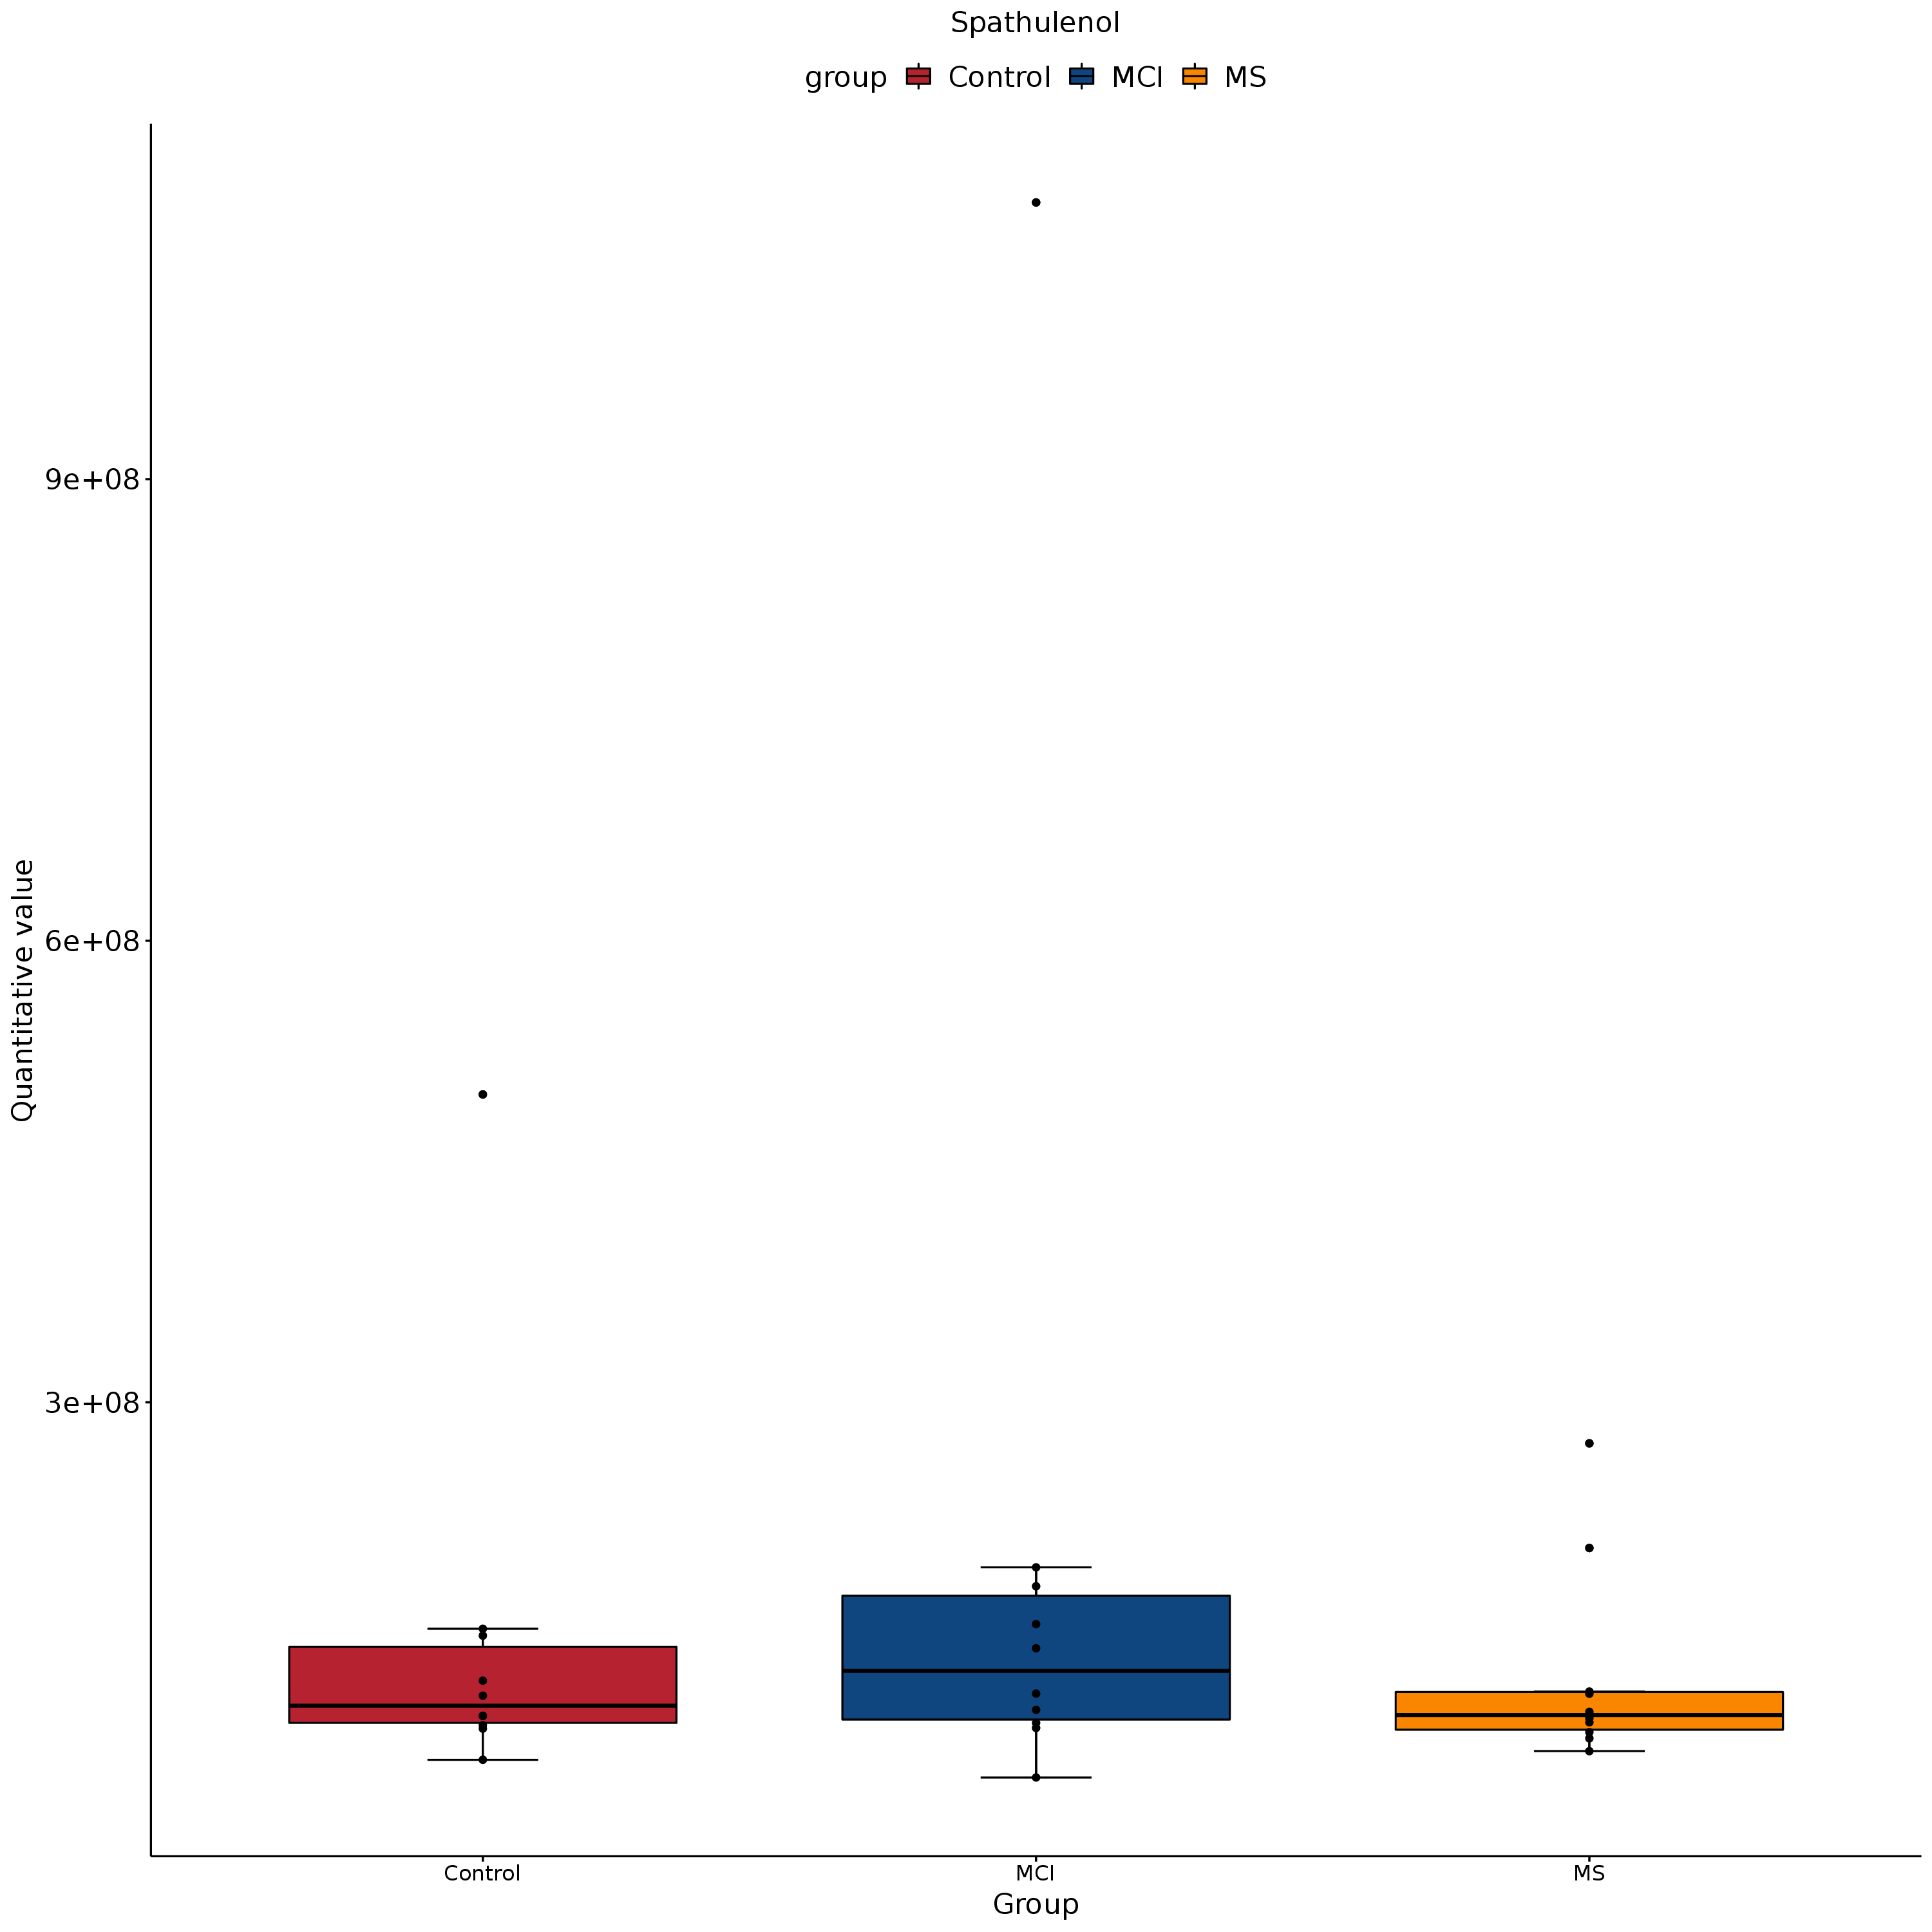 Spathulenol
group Control MCI MS
Quantitative value
9e+08
6e+08
3e+08
Control MCI MS
Group